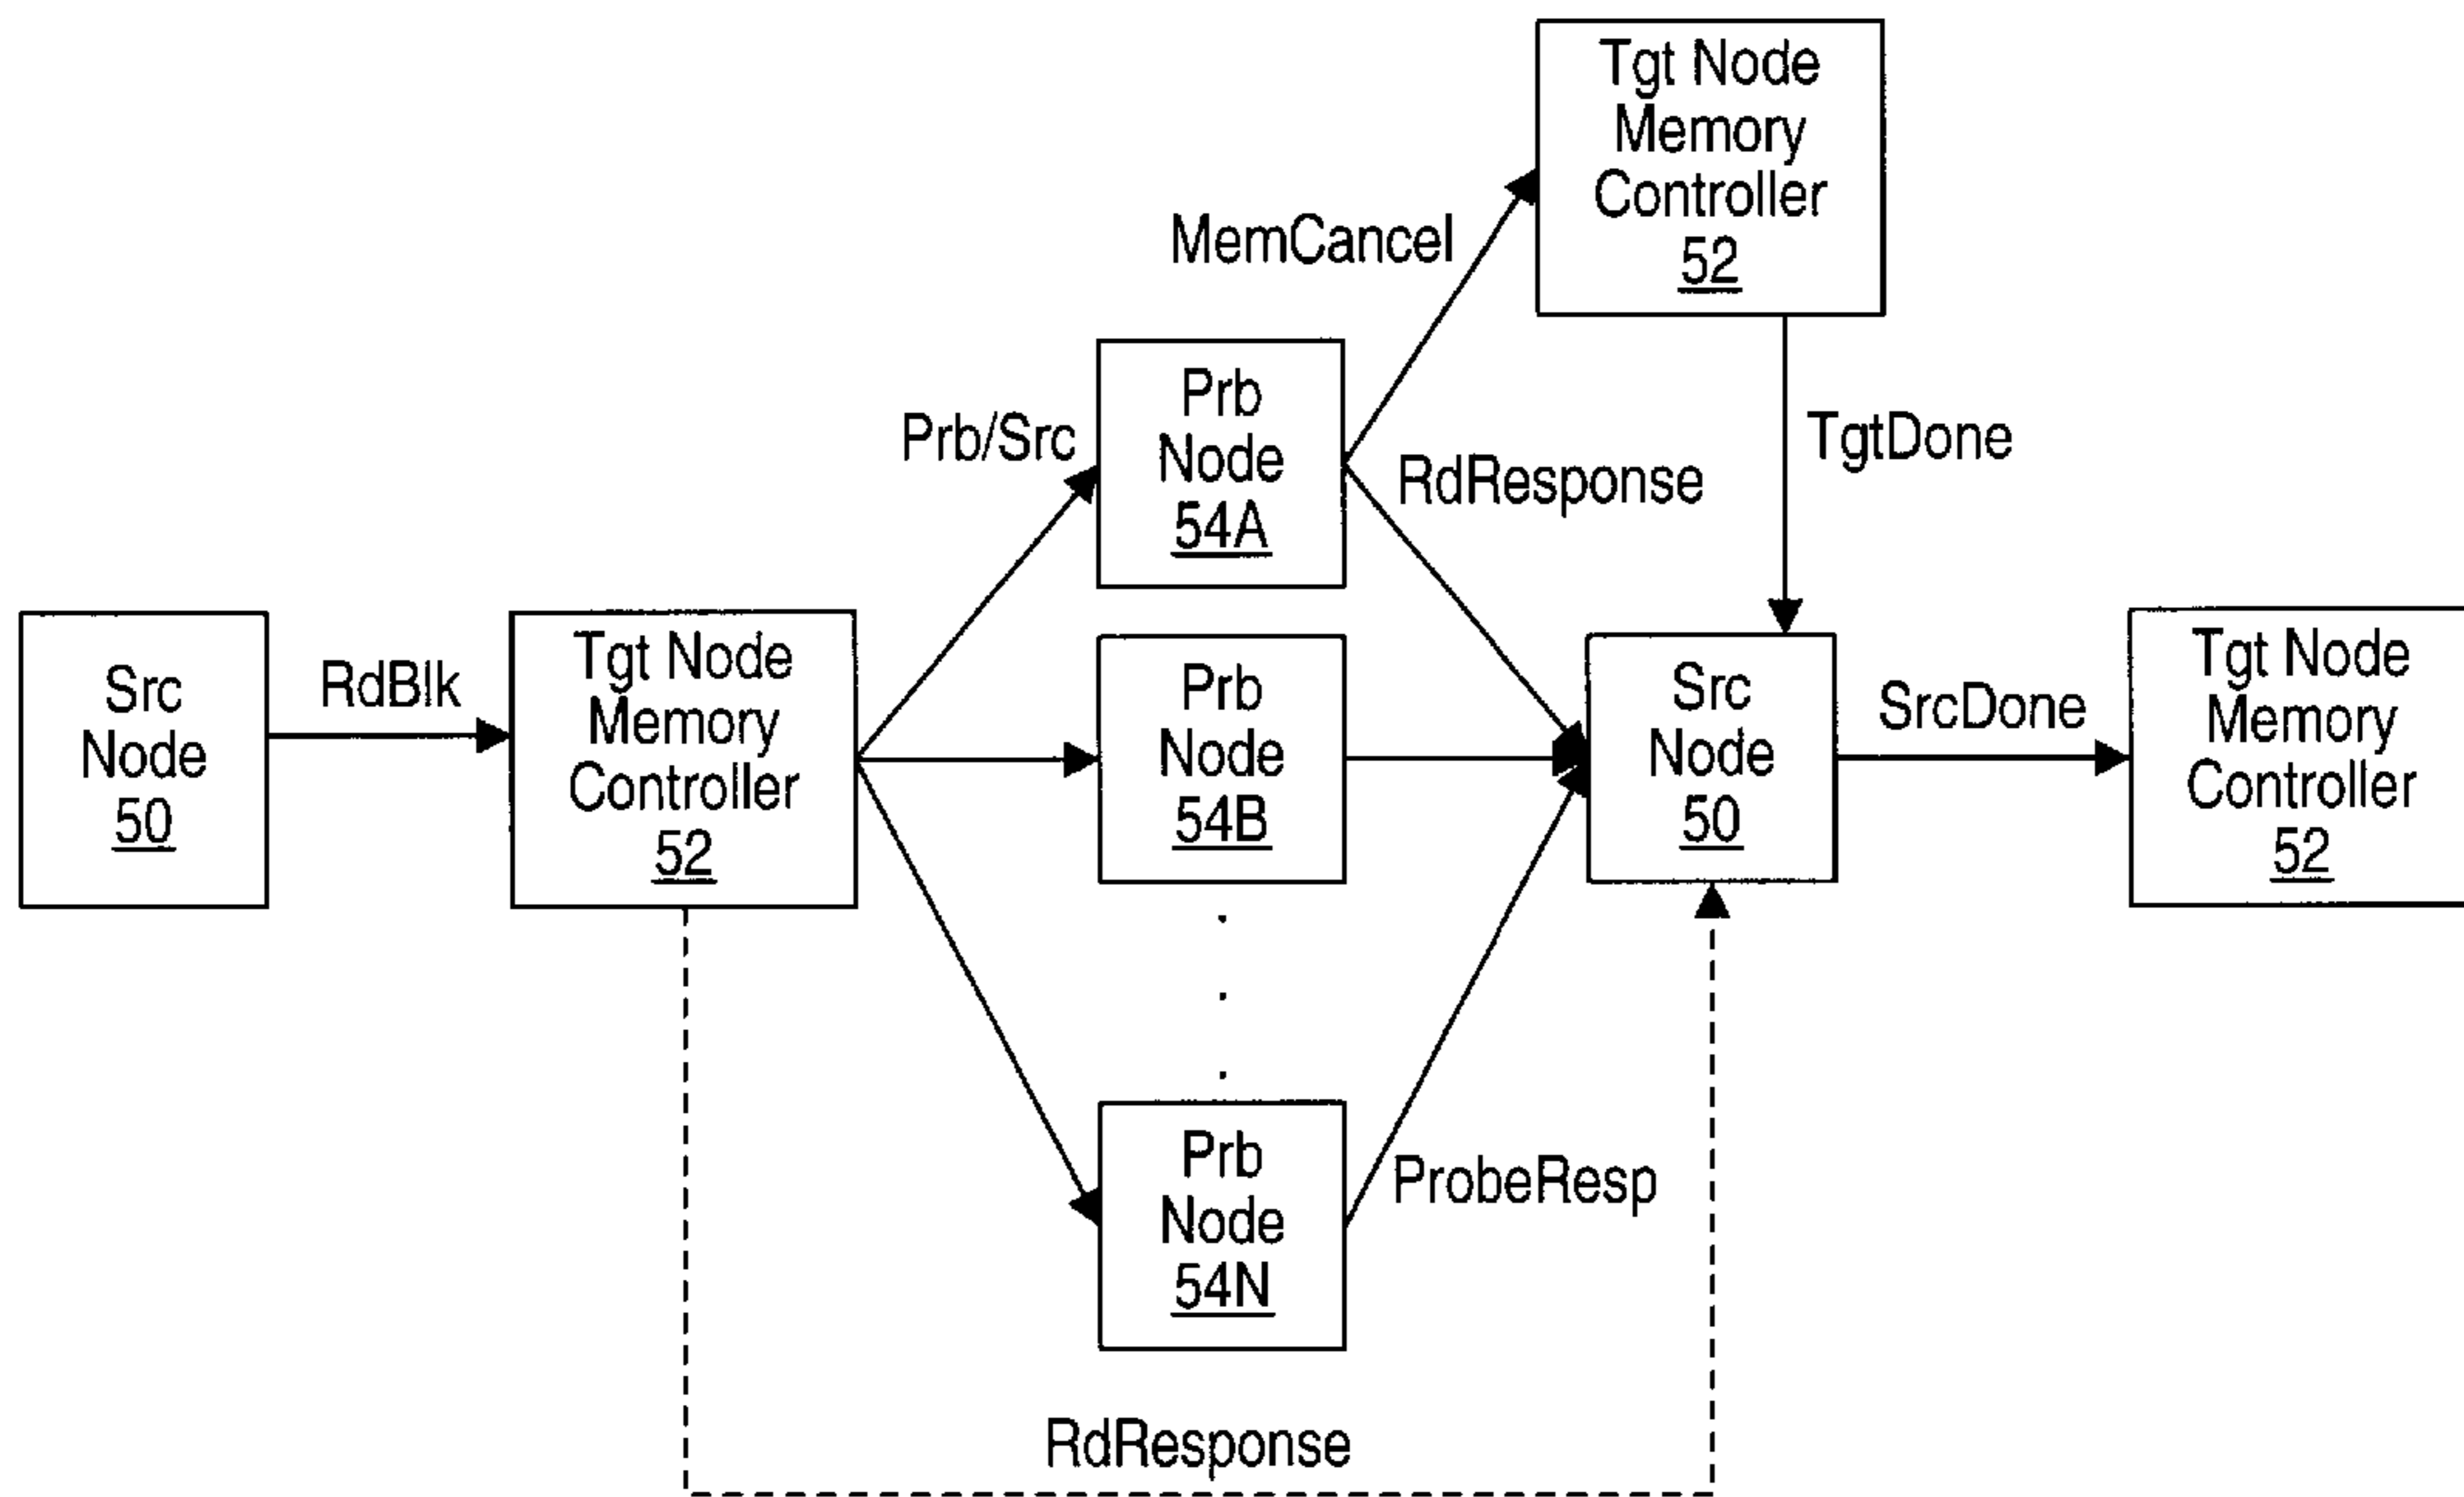 Tgt Node
Memory
Controller
52
MemCancel
Prb
Node
54A
Prb/Src
RdResponse
TgtDone
Src
Node
50
RdBlk
Tgt Node
Memory
Controller
52
Prb
Node
54B
Src
Node
50
SrcDone
Tgt Node
Memory
Controller
52
Prb
Node
54N
ProbeResp
RdResponse